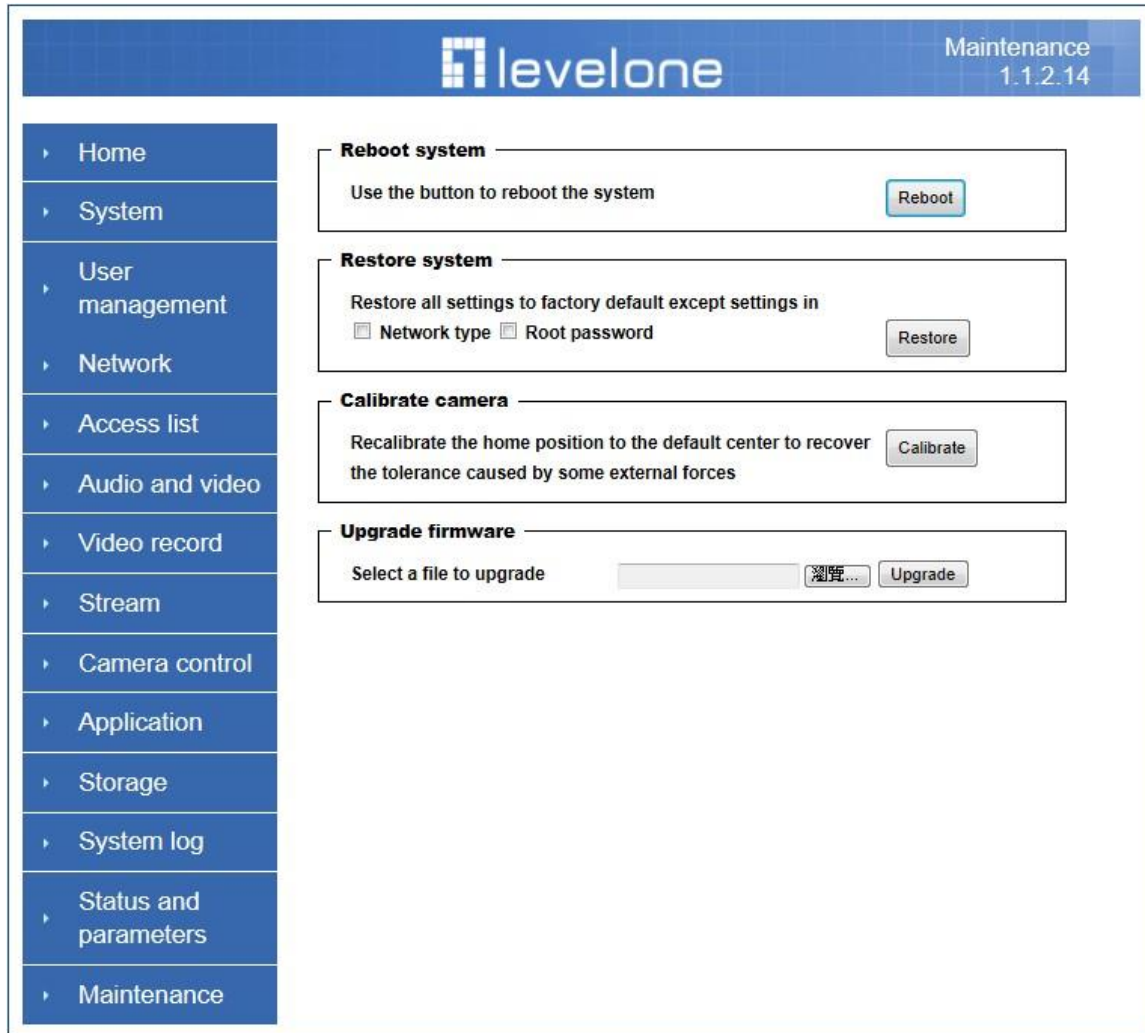 levelone
Maintenance
1.1.2.14
Home
System
User
management
Network
Access list
Audio and video
Video record
Stream
Camera control
Application
Storage
System log
Status and
parameters
Maintenance
Reboot system
Use the button to reboot the system Reboot
Restore system
Restore all settings to factory default except settings in
Network type Root password Restore
Calibrate camera
Recalibrate the home position to the default center to recover Calibrate
the tolerance caused by some external forces
Upgrade firmware
Select a file to upgrade 瀏覽... Upgrade